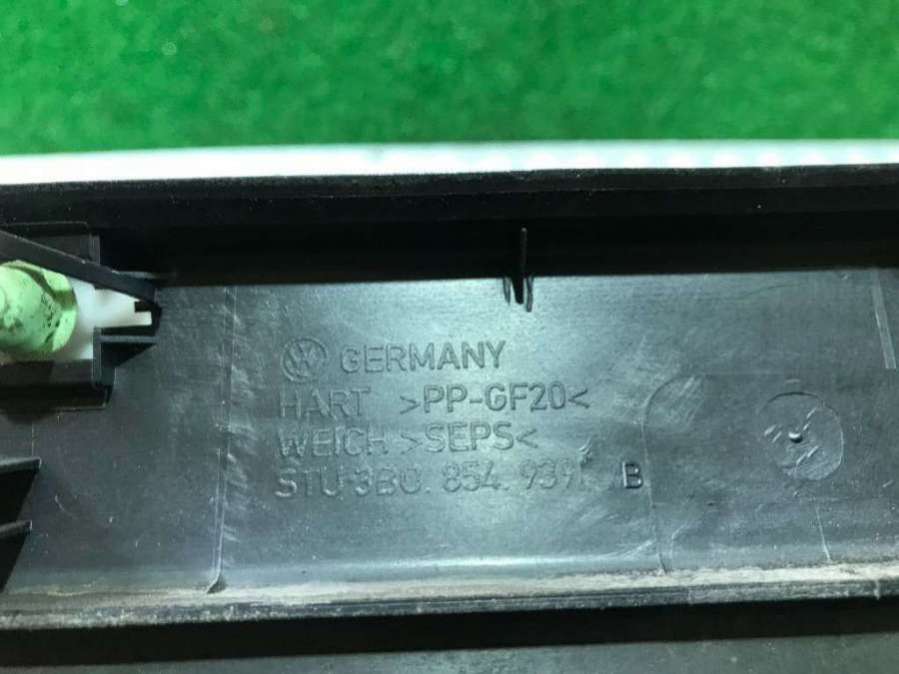 GERMANY
HART >PP-GF20<
WEICH >SEPS<
STU 3B0. 854. 939 B